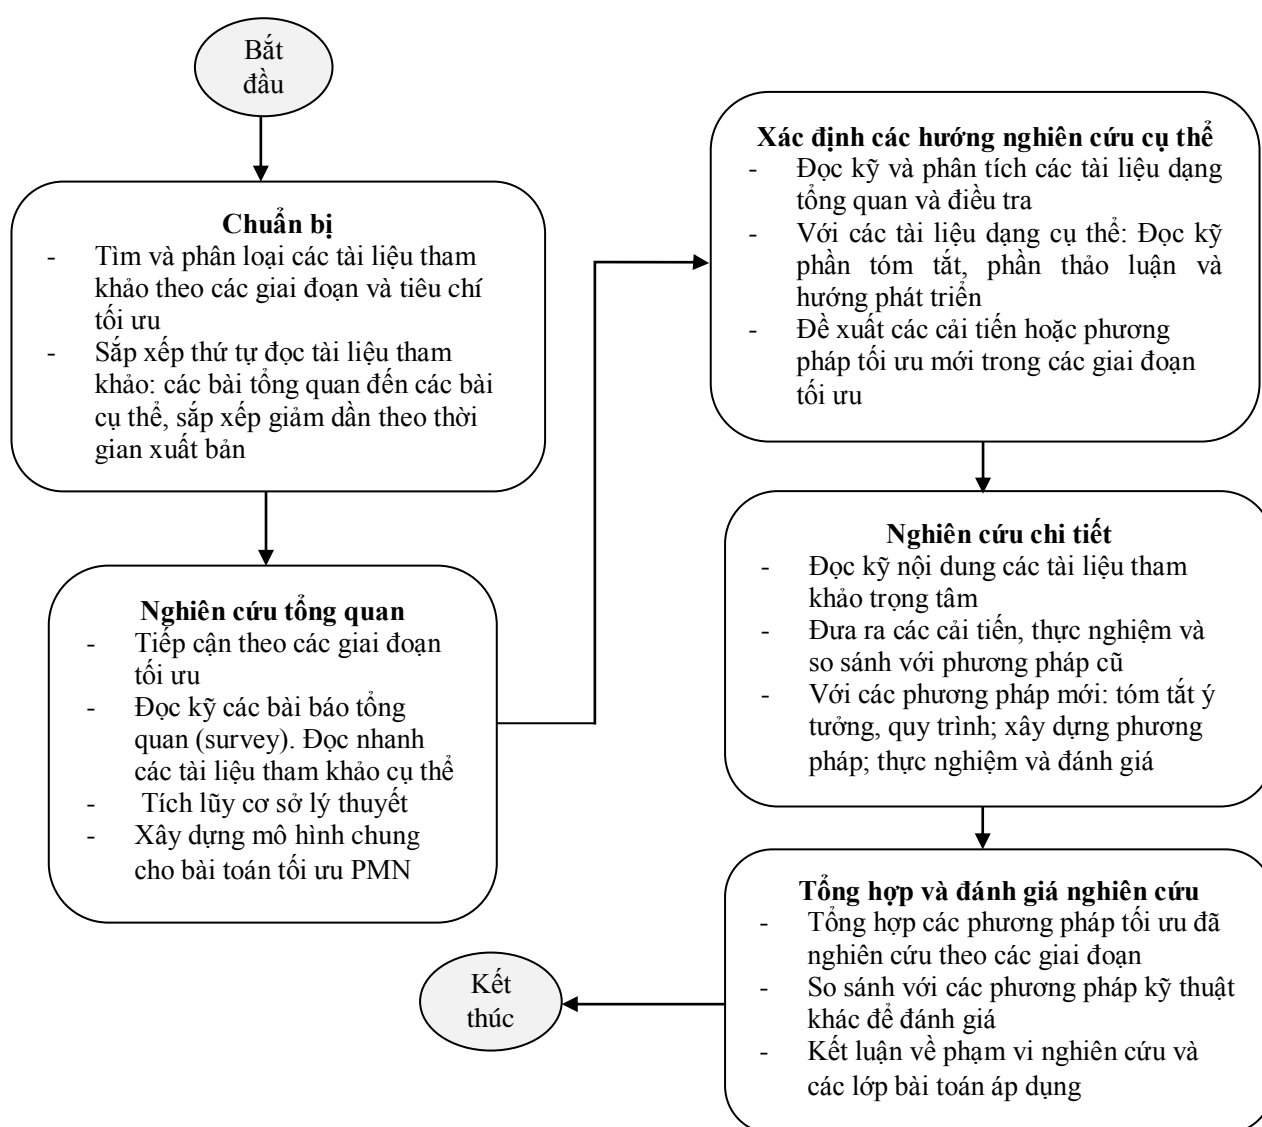 Bắt
đầu
Chuẩn bị
- Tìm và phân loại các tài liệu tham
khảo theo các giai đoạn và tiêu chí
tối ưu
- Sắp xếp thứ tự đọc tài liệu tham
khảo: các bài tổng quan đến các bài
cụ thể, sắp xếp giảm dần theo thời
gian xuất bản
Nghiên cứu tổng quan
- Tiếp cận theo các giai đoạn
tối ưu
- Đọc kỹ các bài báo tổng
quan (survey). Đọc nhanh
các tài liệu tham khảo cụ thể
- Tích lũy cơ sở lý thuyết
- Xây dựng mô hình chung
cho bài toán tối ưu PMN
Xác định các hướng nghiên cứu cụ thể
- Đọc kỹ và phân tích các tài liệu dạng
tổng quan và điều tra
- Với các tài liệu dạng cụ thể: Đọc kỹ
phần tóm tắt, phần thảo luận và
hướng phát triển
- Đề xuất các cải tiến hoặc phương
pháp tối ưu mới trong các giai đoạn
tối ưu
Nghiên cứu chi tiết
- Đọc kỹ nội dung các tài liệu tham
khảo trọng tâm
- Đưa ra các cải tiến, thực nghiệm và
so sánh với phương pháp cũ
- Với các phương pháp mới: tóm tắt ý
tưởng, quy trình; xây dựng phương
pháp; thực nghiệm và đánh giá
Tổng hợp và đánh giá nghiên cứu
- Tổng hợp các phương pháp tối ưu đã
nghiên cứu theo các giai đoạn
- So sánh với các phương pháp kỹ thuật
khác để đánh giá
- Kết luận về phạm vi nghiên cứu và
các lớp bài toán áp dụng
Kết
thúc